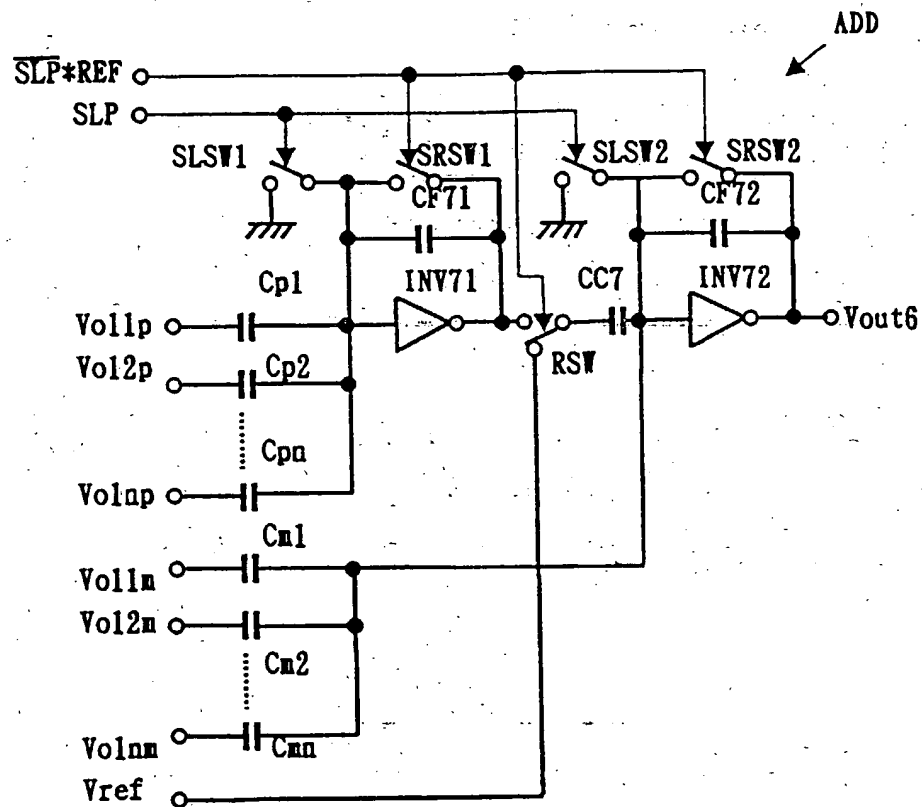 ADD
S̅L̅P̅*REF
SLP
SLSW1
SRSW1
SLSW2
SRSW2
CF71
CF72
Cp1
INV71
CC7
INV72
Vo11p
Vout6
Vo12p
Cp2
RSW
Cpn
Vo1np
Cm1
Vo11m
Vo12m
Cm2
Vo1nm
Cmn
Vref